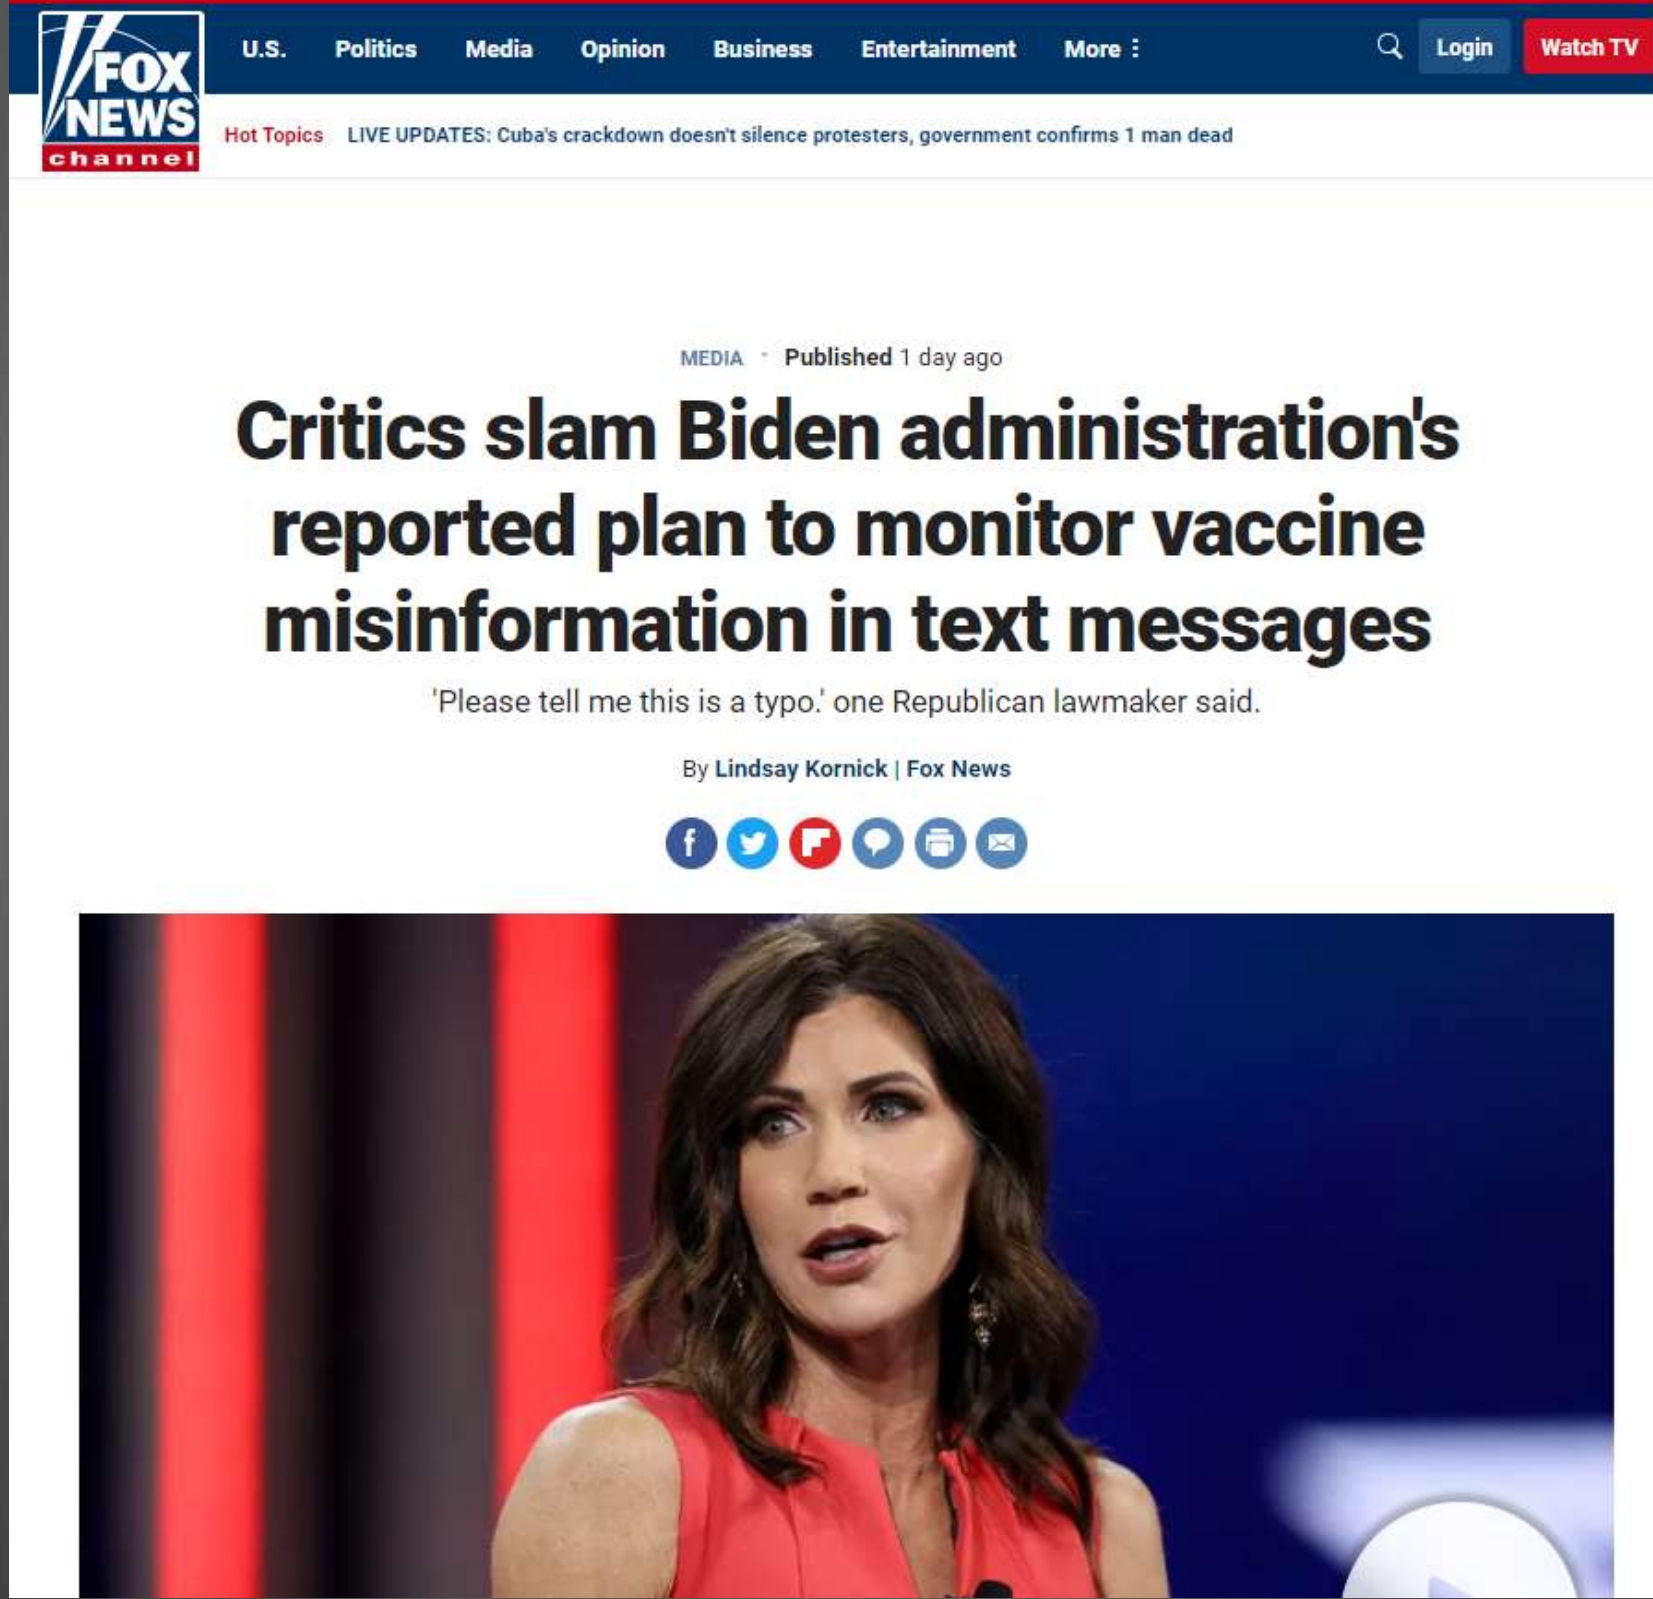 FOX
NEWS
channel
U.S. Politics Media Opinion Business Entertainment More Login Watch TV
Hot Topics LIVE UPDATES: Cuba's crackdown doesn't silence protesters, government confirms 1 man dead
MEDIA · Published 1 day ago
Critics slam Biden administration's
reported plan to monitor vaccine
misinformation in text messages
'Please tell me this is a typo.' one Republican lawmaker said.
By Lindsay Kornick | Fox News